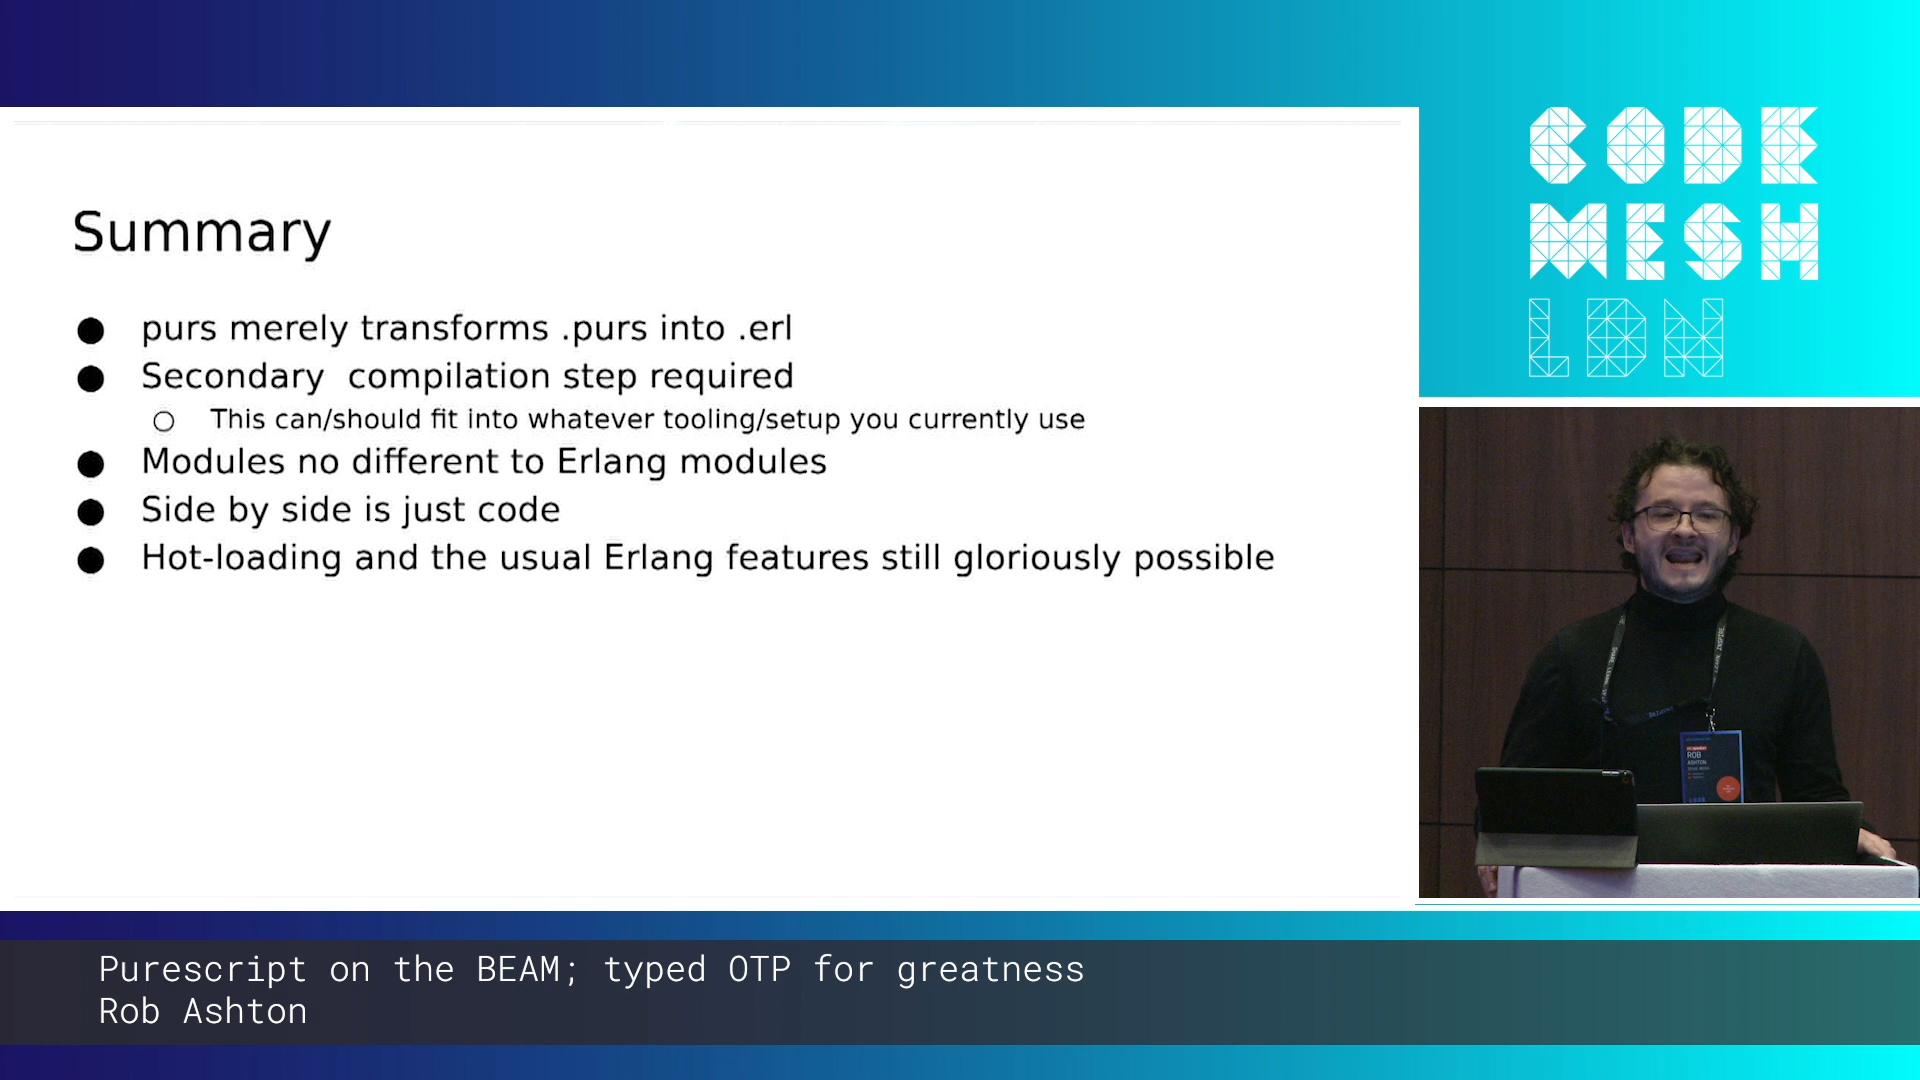 CODE
MESH
LDN
Summary
● purs merely transforms .purs into .erl
● Secondary compilation step required
○ This can/should fit into whatever tooling/setup you currently use
● Modules no different to Erlang modules
● Side by side is just code
● Hot-loading and the usual Erlang features still gloriously possible
ROB
ASHTON
Purescript on the BEAM; typed OTP for greatness
Rob Ashton